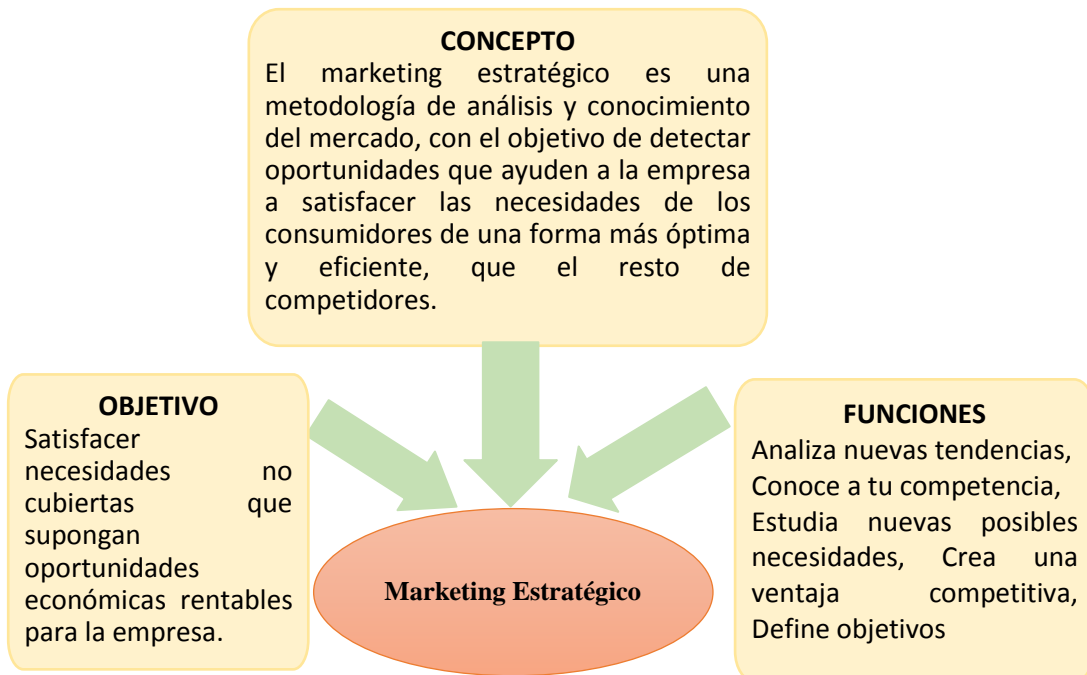 CONCEPTO
El marketing estratégico es una
metodología de análisis y conocimiento
del mercado, con el objetivo de detectar
oportunidades que ayuden a la empresa
a satisfacer las necesidades de los
consumidores de una forma más óptima
y eficiente, que el resto de
competidores.
OBJETIVO
Satisfacer
necesidades no
cubiertas que
supongan
oportunidades
económicas rentables
para la empresa.
FUNCIONES
Analiza nuevas tendencias,
Conoce a tu competencia,
Estudia nuevas posibles
necesidades, Crea una
ventaja competitiva,
Define objetivos
Marketing Estratégico